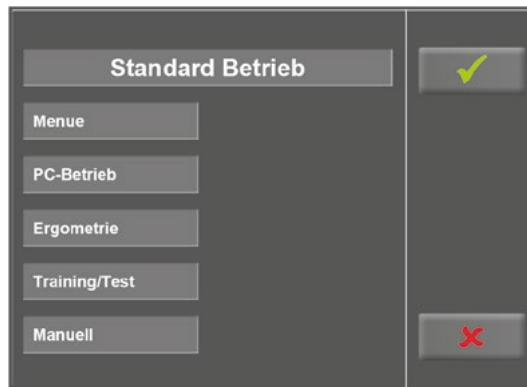 Standard Betrieb
Menue
PC-Betrieb
Ergometrie
Training/Test
Manuell